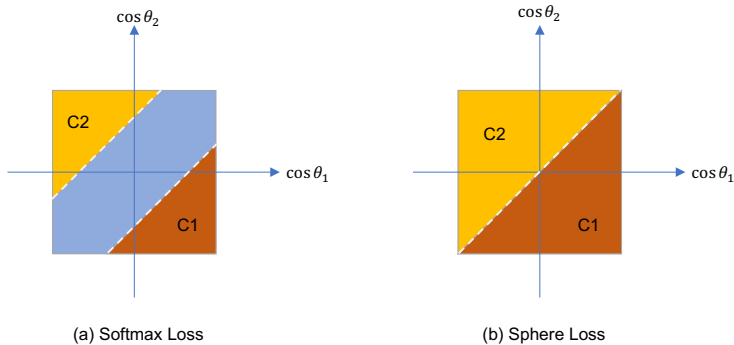 cos θ₂
C2
cos θ₁
C1
(a) Softmax Loss
cos θ₂
C2
cos θ₁
C1
(b) Sphere Loss